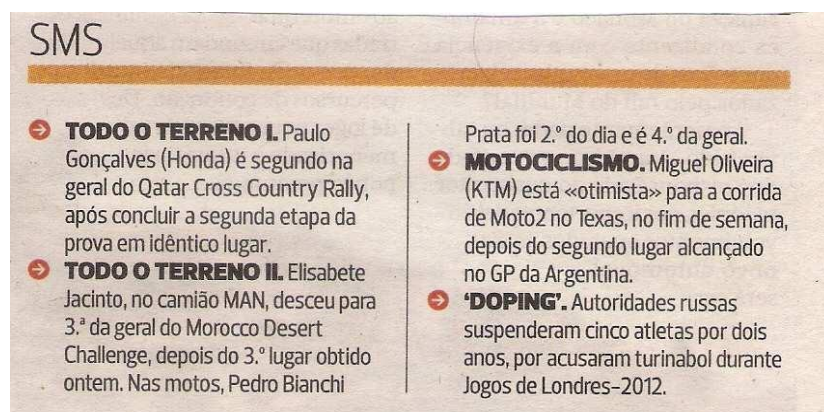 SMS
TODO O TERRENO I. Paulo
Gonçalves (Honda) é segundo na
geral do Qatar Cross Country Rally,
após concluir a segunda etapa da
prova em idêntico lugar.
TODO O TERRENO II. Elisabete
Jacinto, no camião MAN, desceu para
3.ª da geral do Morocco Desert
Challenge, depois do 3.º lugar obtido
ontem. Nas motos, Pedro Bianchi
Prata foi 2.º do dia e é 4.º da geral.
MOTOCICLISMO. Miguel Oliveira
(KTM) está «otimista» para a corrida
de Moto2 no Texas, no fim de semana,
depois do segundo lugar alcançado
no GP da Argentina.
'DOPING'. Autoridades russas
suspenderam cinco atletas por dois
anos, por acusaram turinabol durante
Jogos de Londres-2012.